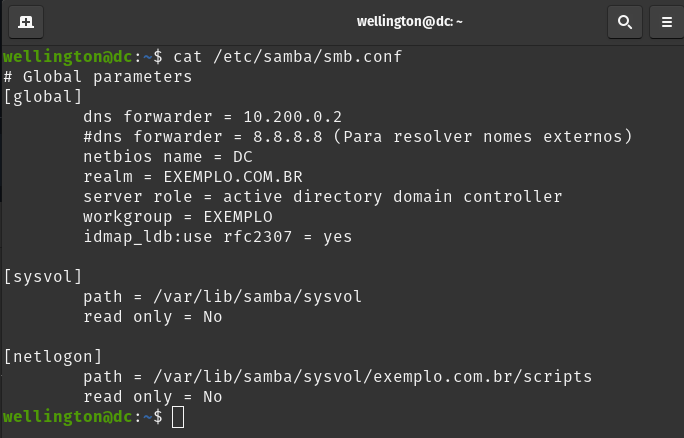 wellington@dc: ~
wellington@dc:~$ cat /etc/samba/smb.conf
# Global parameters
[global]
        dns forwarder = 10.200.0.2
        #dns forwarder = 8.8.8.8 (Para resolver nomes externos)
        netbios name = DC
        realm = EXEMPLO.COM.BR
        server role = active directory domain controller
        workgroup = EXEMPLO
        idmap_ldb:use rfc2307 = yes

[sysvol]
        path = /var/lib/samba/sysvol
        read only = No

[netlogon]
        path = /var/lib/samba/sysvol/exemplo.com.br/scripts
        read only = No
wellington@dc:~$